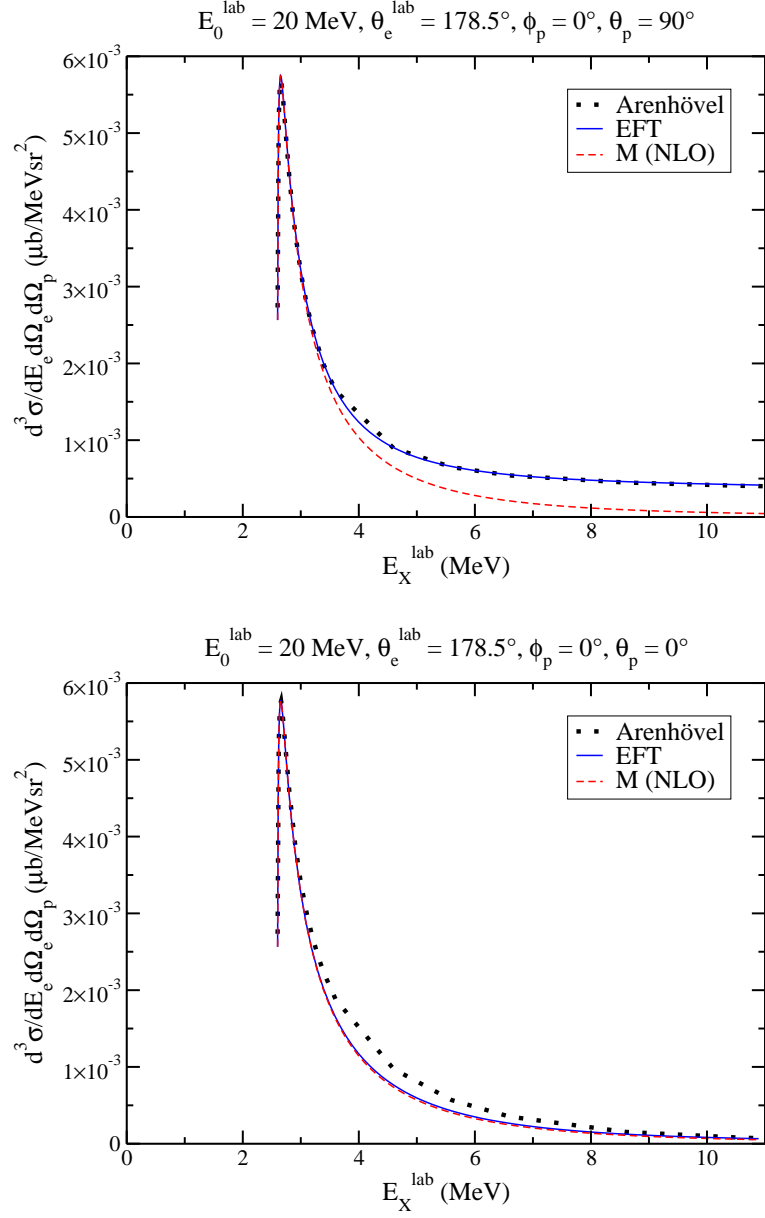 E₀ˡᵃᵇ = 20 MeV, θₑˡᵃᵇ = 178.5°, ϕₚ = 0°, θₚ = 90°
6×10⁻³
5×10⁻³
4×10⁻³
3×10⁻³
2×10⁻³
1×10⁻³
0
d³σ/dEₑdΩₑdΩₚ (μb/MeVsr²)
Arenhövel
EFT
M (NLO)
0 2 4 6 8 10
E_Xˡᵃᵇ (MeV)
E₀ˡᵃᵇ = 20 MeV, θₑˡᵃᵇ = 178.5°, ϕₚ = 0°, θₚ = 0°
6×10⁻³
5×10⁻³
4×10⁻³
3×10⁻³
2×10⁻³
1×10⁻³
0
d³σ/dEₑdΩₑdΩₚ (μb/MeVsr²)
Arenhövel
EFT
M (NLO)
0 2 4 6 8 10
E_Xˡᵃᵇ (MeV)